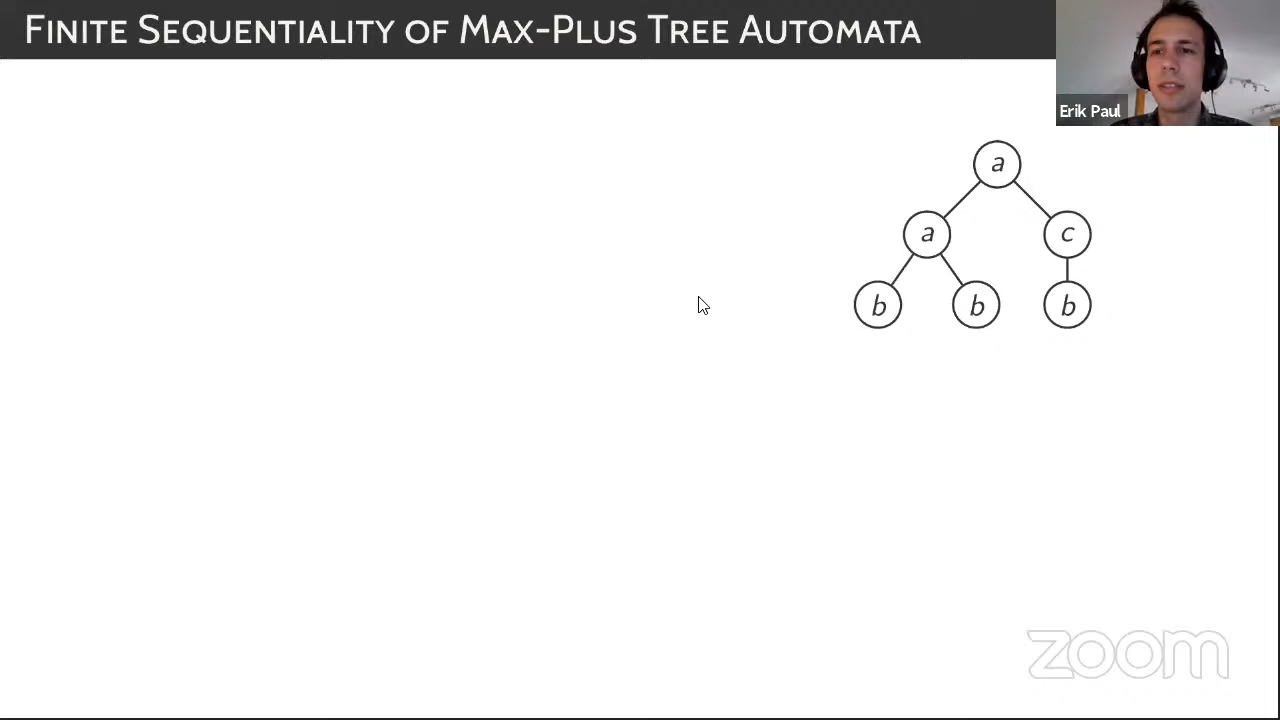 Finite Sequentiality of Max-Plus Tree Automata
Erik Paul
a
a c
b b b
zoom